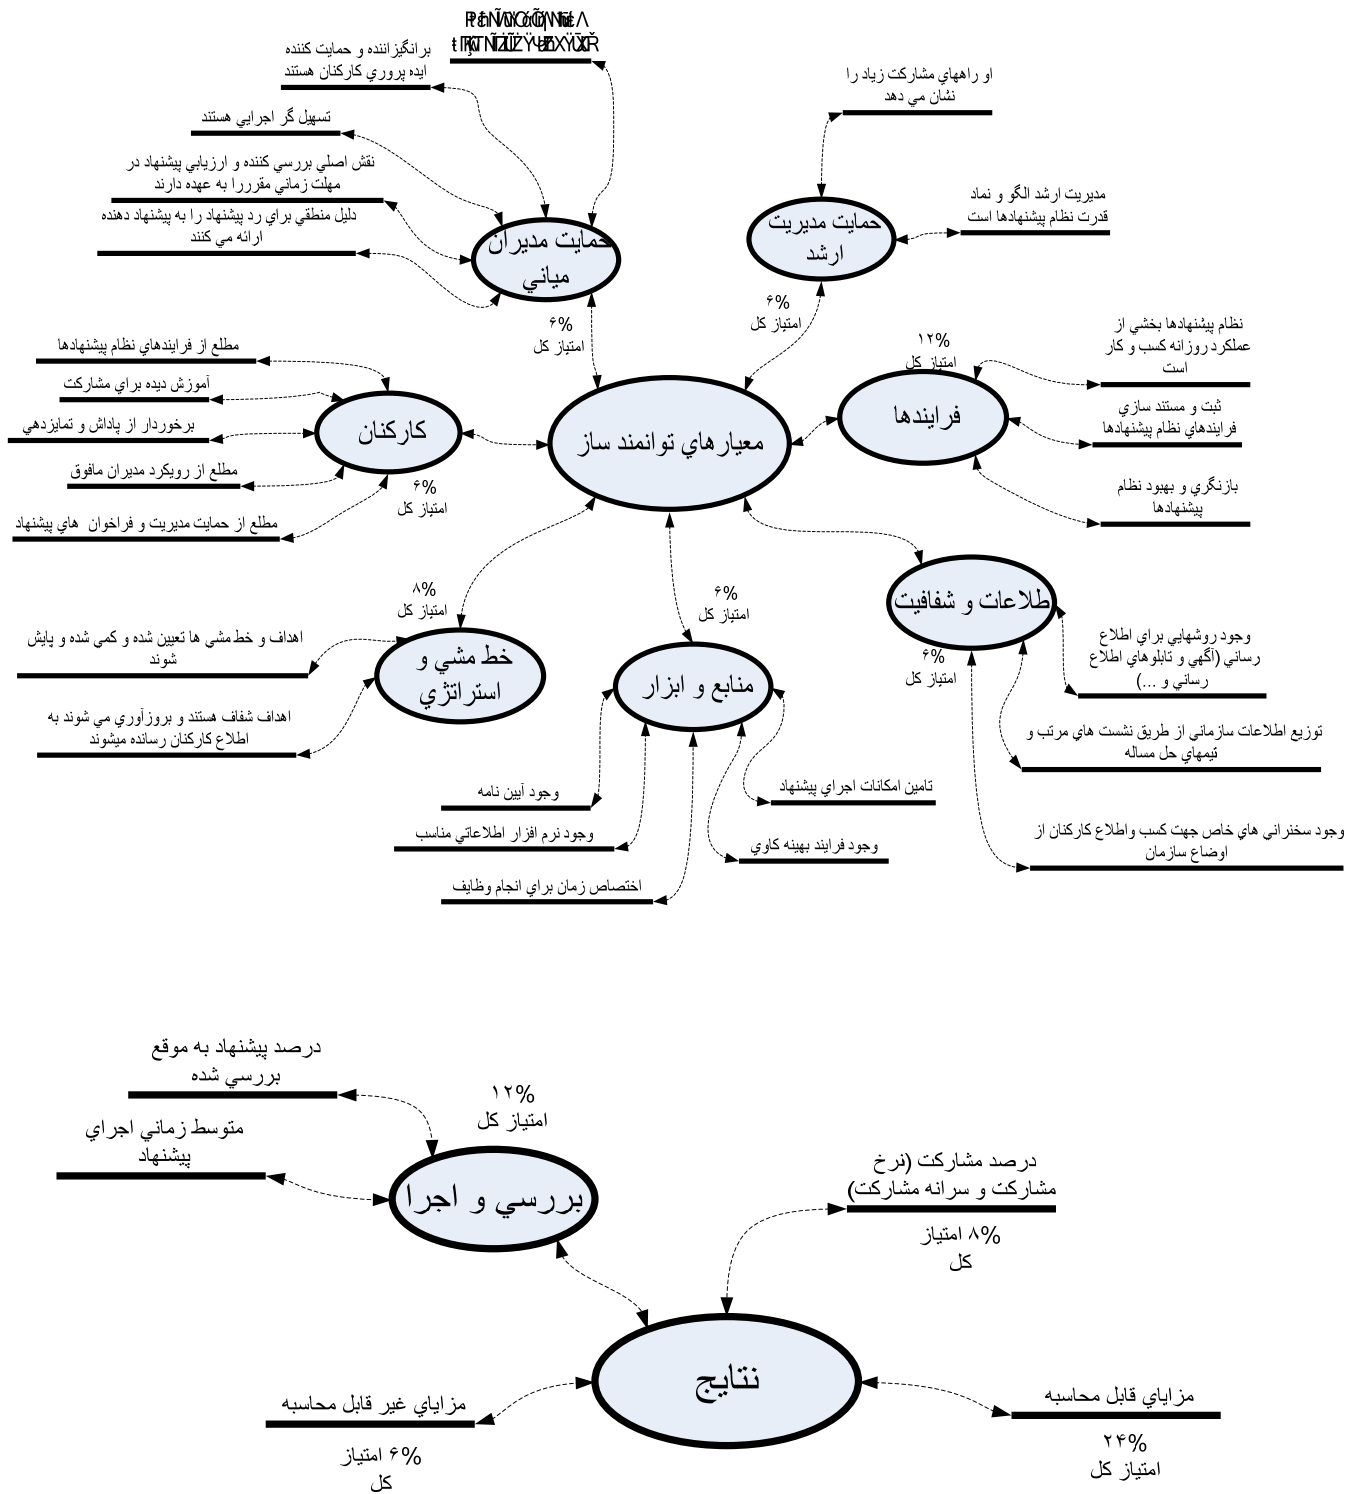 برانگيزاننده و حمايت كننده
ايده پروري كاركنان هستند
تسهيل گر اجرايي هستند
نقش اصلي بررسي كننده و ارزيابي پيشنهاد در
مهلت زماني مقرررا به عهده دارند
دليل منطقي براي رد پيشنهاد را به پيشنهاد دهنده
ارائه مي كنند
حمايت مديران
مياني
۶%
امتياز كل
او راههاي مشاركت زياد را
نشان مي دهد
مديريت ارشد الگو و نماد
قدرت نظام پيشنهادها است
حمايت مديريت
ارشد
۶%
امتياز كل
نظام پيشنهادها بخشي از
عملكرد روزانه كسب و كار
است
ثبت و مستند سازي
فرايندهاي نظام پيشنهادها
بازنگري و بهبود نظام
پيشنهادها
۱۲%
امتياز كل
فرايندها
معيارهاي توانمند ساز
مطلع از فرايندهاي نظام پيشنهادها
آموزش ديده براي مشاركت
برخوردار از پاداش و تمايزدهي
مطلع از رويكرد مديران مافوق
مطلع از حمايت مديريت و فراخوان هاي پيشنهاد
كاركنان
۶%
امتياز كل
۸%
امتياز كل
خط مشي و
استراتژي
اهداف و خط مشي ها تعيين شده و كمي شده و پايش
شوند
اهداف شفاف هستند و بروزآوري مي شوند به
اطلاع كاركنان رسانده ميشوند
۶%
امتياز كل
منابع و ابزار
وجود آيين نامه
وجود نرم افزار اطلاعاتي مناسب
اختصاص زمان براي انجام وظايف
وجود فرايند بهينه كاوي
تامين امكانات اجراي پيشنهاد
طلاعات و شفافيت
۶%
امتياز كل
وجود روشهايي براي اطلاع
رساني (آگهي و تابلوهاي اطلاع
رساني و ...)
توزيع اطلاعات سازماني از طريق نشست هاي مرتب و
تيمهاي حل مساله
وجود سخنراني هاي خاص جهت كسب واطلاع كاركنان از
اوضاع سازمان
درصد پيشنهاد به موقع
بررسي شده
متوسط زماني اجراي
پيشنهاد
۱۲%
امتياز كل
بررسي و اجرا
درصد مشاركت (نرخ
مشاركت و سرانه مشاركت)
۸% امتياز
كل
نتايج
مزاياي غير قابل محاسبه
۶% امتياز
كل
مزاياي قابل محاسبه
۲۴%
امتياز كل